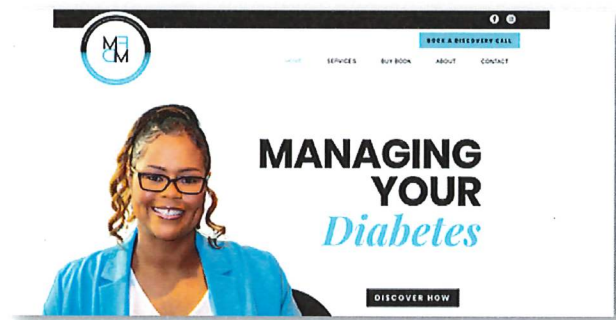 BOOK A DISCOVERY CALL
HOME SERVICES BUY BOOK ABOUT CONTACT
MANAGING
YOUR
Diabetes
DISCOVER HOW